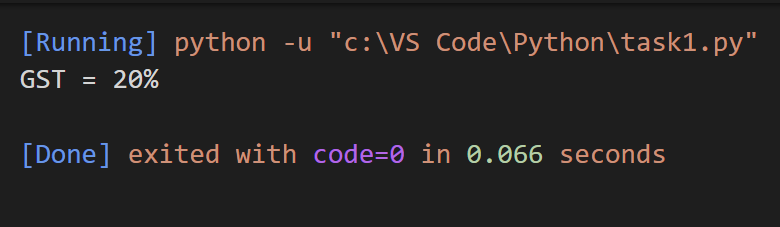 [Running] python -u "c:\VS Code\Python\task1.py"
GST = 20%
[Done] exited with code=0 in 0.066 seconds